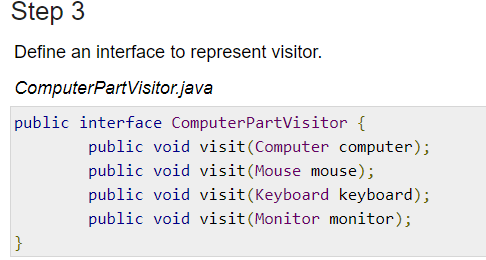 Step 3
Define an interface to represent visitor.
ComputerPartVisitor.java
public interface ComputerPartVisitor {
        public void visit(Computer computer);
        public void visit(Mouse mouse);
        public void visit(Keyboard keyboard);
        public void visit(Monitor monitor);
}